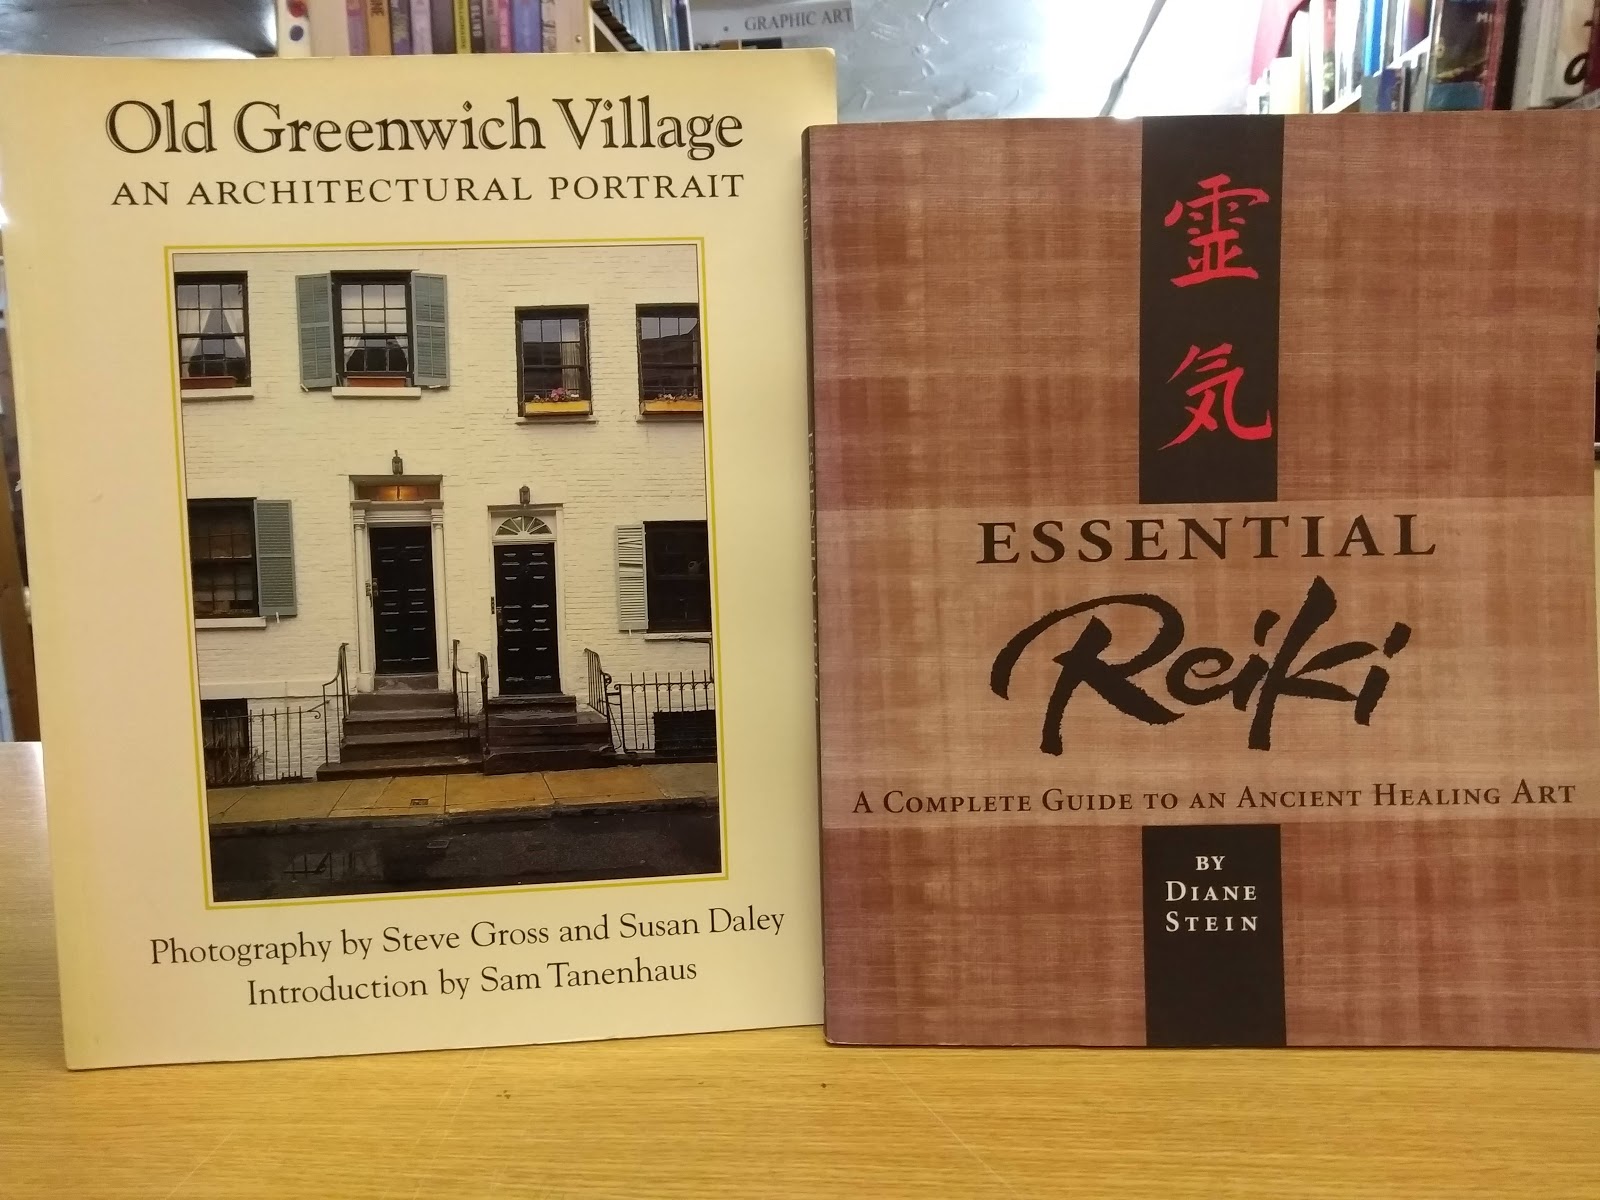 GRAPHIC ART
Old Greenwich Village
AN ARCHITECTURAL PORTRAIT
Photography by Steve Gross and Susan Daley
Introduction by Sam Tanenhaus
靈
気
ESSENTIAL
Reiki
A COMPLETE GUIDE TO AN ANCIENT HEALING ART
BY
DIANE
STEIN